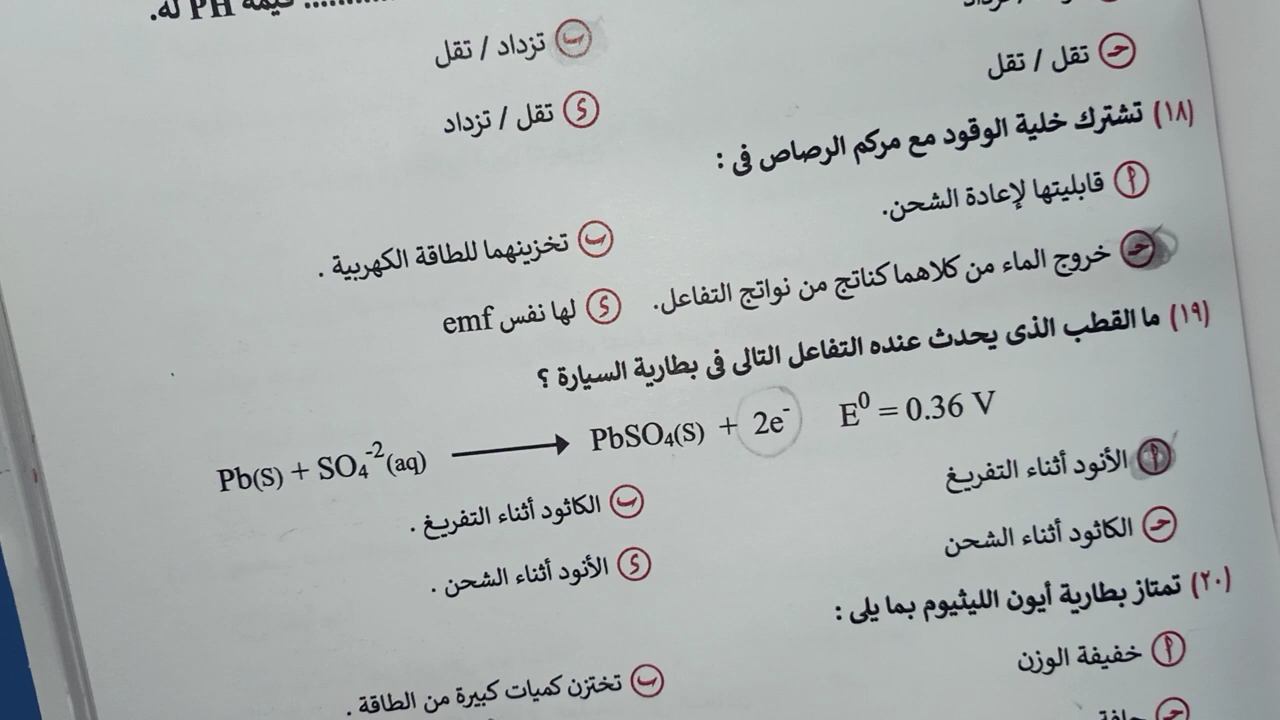 PH له.
ب تزداد / تقل
ح تقل / تقل
د تقل / تزداد
(١٨) تشترك خلية الوقود مع مركم الرصاص فى :
أ قابليتها لإعادة الشحن.
ب تخزينهما للطاقة الكهربية .
ح خروج الماء من كلاهما كناتج من نواتج التفاعل.
د لها نفس emf
(١٩) ما القطب الذى يحدث عنده التفاعل التالى فى بطارية السيارة ؟
Pb(S) + SO₄⁻²(aq) ⟶ PbSO₄(S) + 2e⁻ E⁰ = 0.36 V
أ الأنود أثناء التفريغ
ب الكاثود أثناء التفريغ .
ح الكاثود أثناء الشحن
د الأنود أثناء الشحن .
(٢٠) تمتاز بطارية أيون الليثيوم بما يلى :
أ خفيفة الوزن
ب تختزن كميات كبيرة من الطاقة .
ح جافة